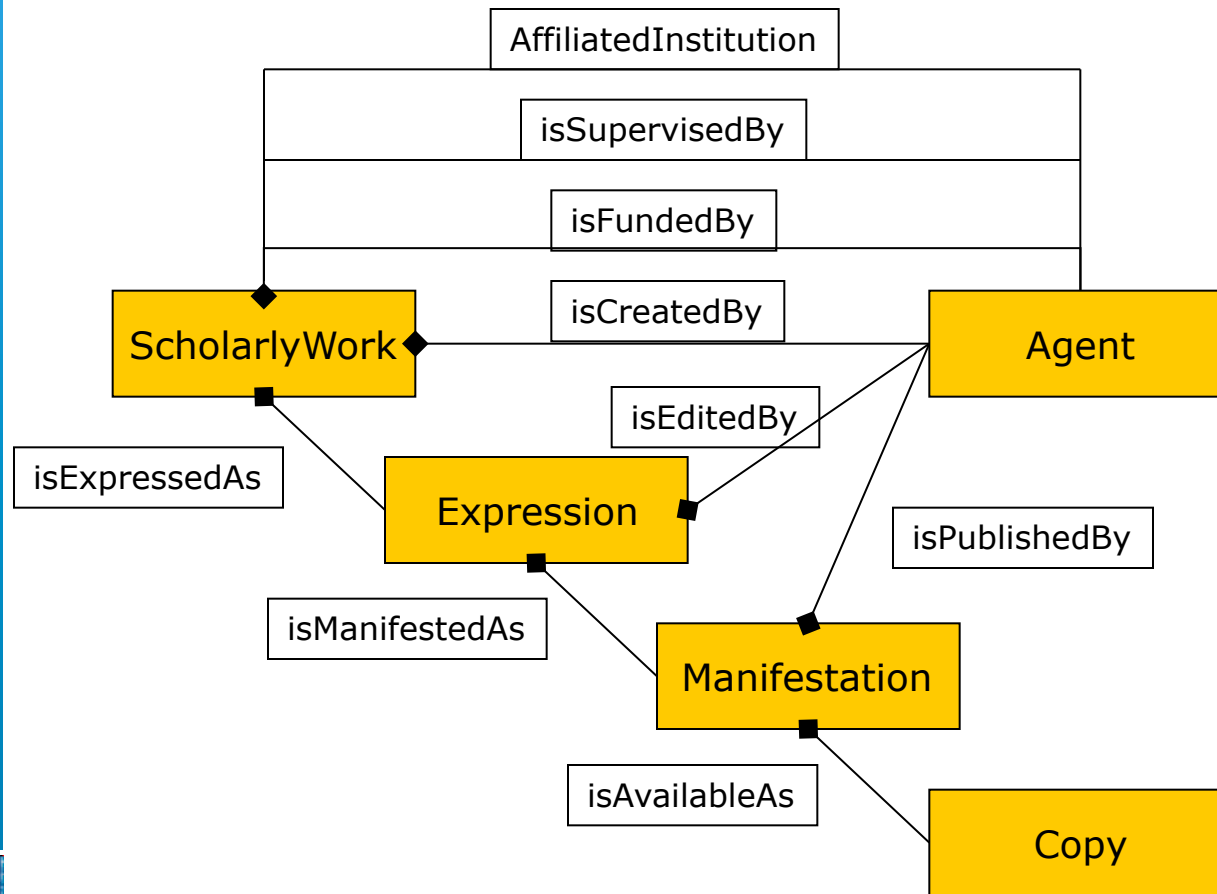 AffiliatedInstitution
isSupervisedBy
isFundedBy
isCreatedBy
ScholarlyWork
Agent
isEditedBy
isExpressedAs
Expression
isPublishedBy
isManifestedAs
Manifestation
isAvailableAs
Copy